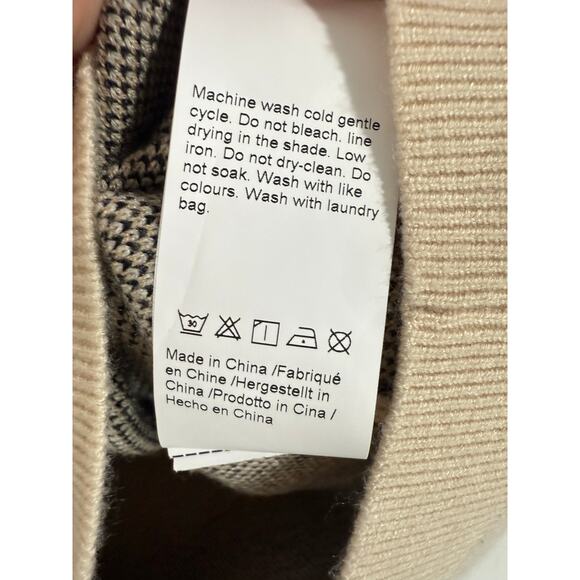 Machine wash cold gentle
cycle. Do not bleach. line
drying in the shade. Low
iron. Do not dry-clean. Do
not soak. Wash with like
colours. Wash with laundry
bag.
30
Made in China /Fabriqué
en Chine /Hergestellt in
China /Prodotto in Cina /
Hecho en China